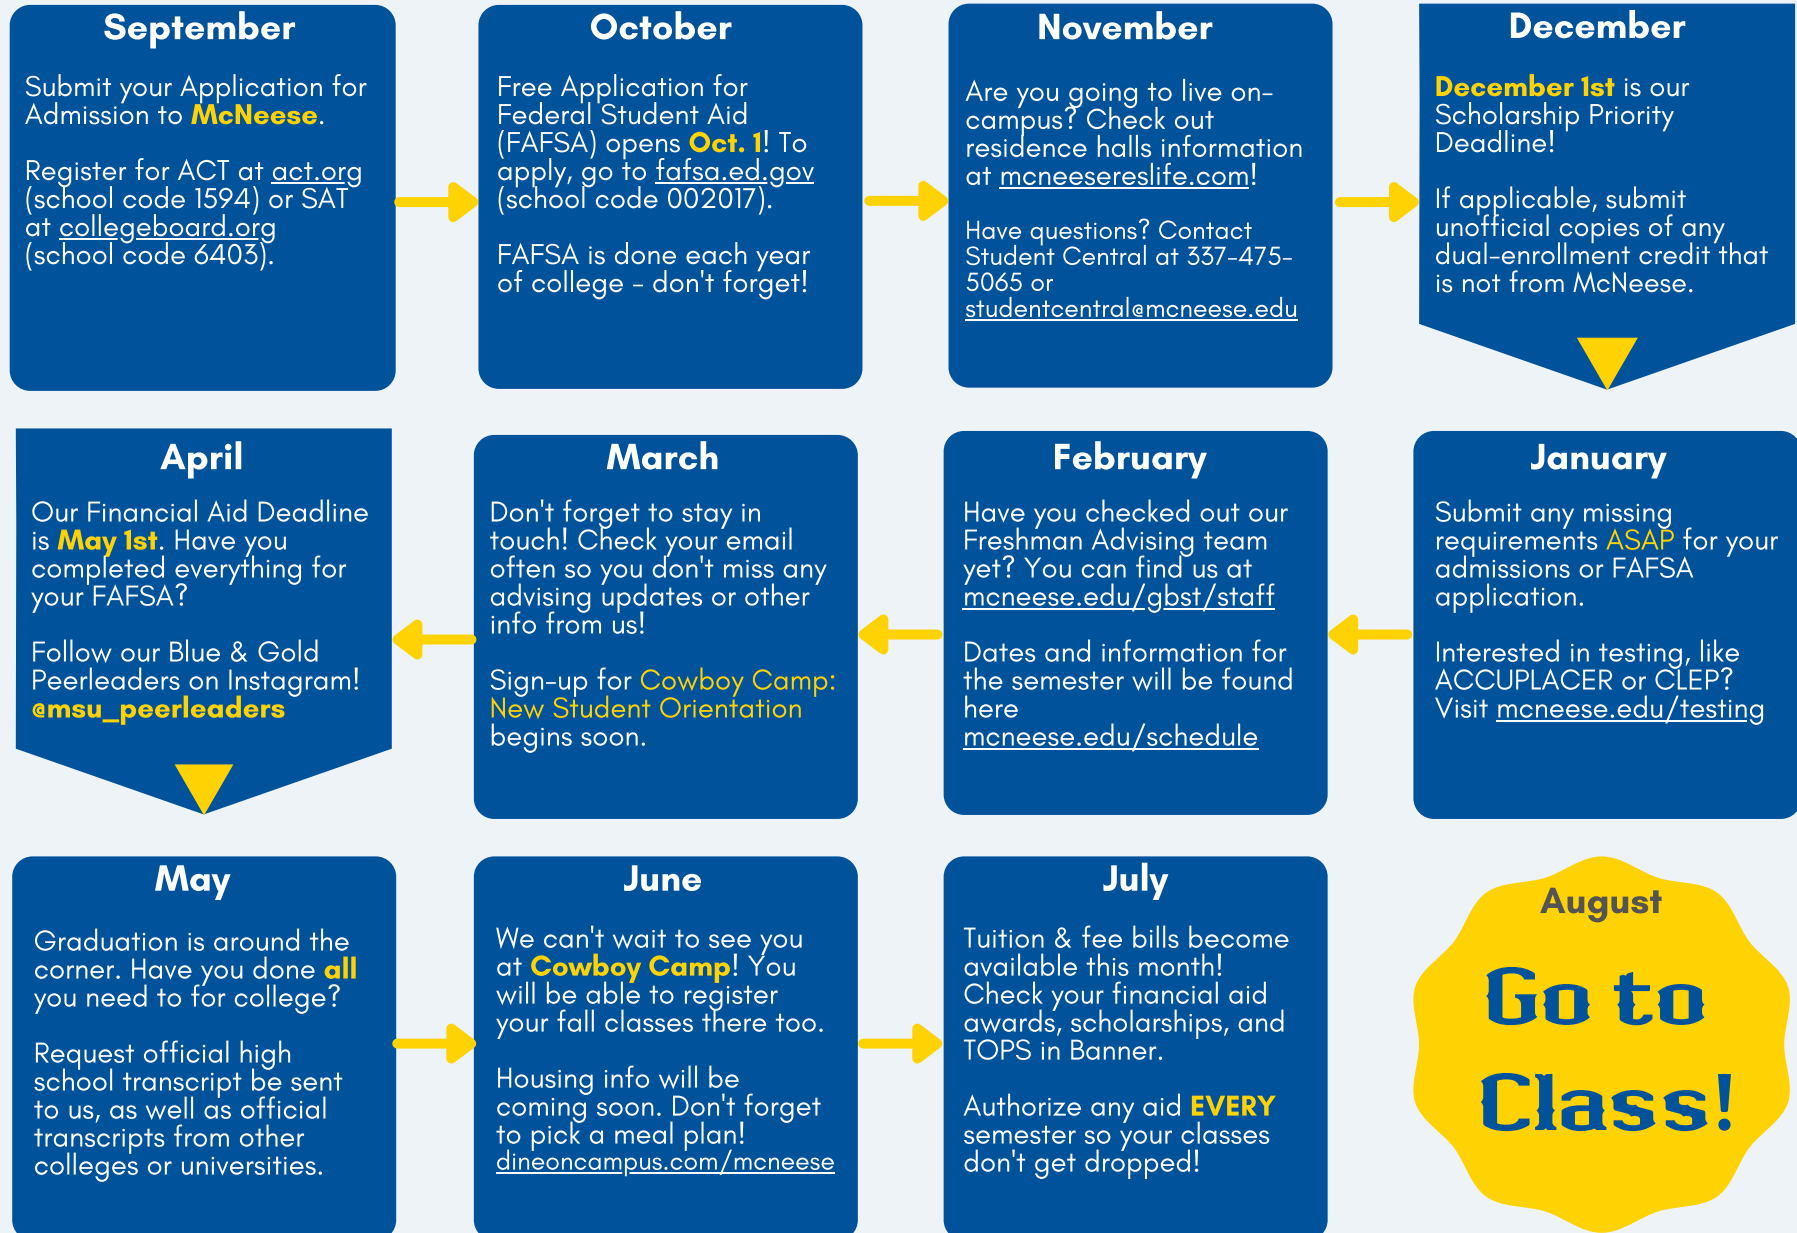 September
Submit your Application for
Admission to McNeese.
Register for ACT at act.org
(school code 1594) or SAT
at collegeboard.org
(school code 6403).
October
Free Application for
Federal Student Aid
(FAFSA) opens Oct. 1! To
apply, go to fafsa.ed.gov
(school code 002017).
FAFSA is done each year
of college - don't forget!
November
Are you going to live on-
campus? Check out
residence halls information
at mcneesereslife.com!
Have questions? Contact
Student Central at 337-475-
5065 or
studentcentral@mcneese.edu
December
December 1st is our
Scholarship Priority
Deadline!
If applicable, submit
unofficial copies of any
dual-enrollment credit that
is not from McNeese.
January
Submit any missing
requirements ASAP for your
admissions or FAFSA
application.
Interested in testing, like
ACCUPLACER or CLEP?
Visit mcneese.edu/testing
February
Have you checked out our
Freshman Advising team
yet? You can find us at
mcneese.edu/gbst/staff
Dates and information for
the semester will be found
here
mcneese.edu/schedule
March
Don't forget to stay in
touch! Check your email
often so you don't miss any
advising updates or other
info from us!
Sign-up for Cowboy Camp:
New Student Orientation
begins soon.
April
Our Financial Aid Deadline
is May 1st. Have you
completed everything for
your FAFSA?
Follow our Blue & Gold
Peerleaders on Instagram!
@msu_peerleaders
May
Graduation is around the
corner. Have you done all
you need to for college?
Request official high
school transcript be sent
to us, as well as official
transcripts from other
colleges or universities.
June
We can't wait to see you
at Cowboy Camp! You
will be able to register
your fall classes there too.
Housing info will be
coming soon. Don't forget
to pick a meal plan!
dineoncampus.com/mcneese
July
Tuition & fee bills become
available this month!
Check your financial aid
awards, scholarships, and
TOPS in Banner.
Authorize any aid EVERY
semester so your classes
don't get dropped!
August
Go to
Class!